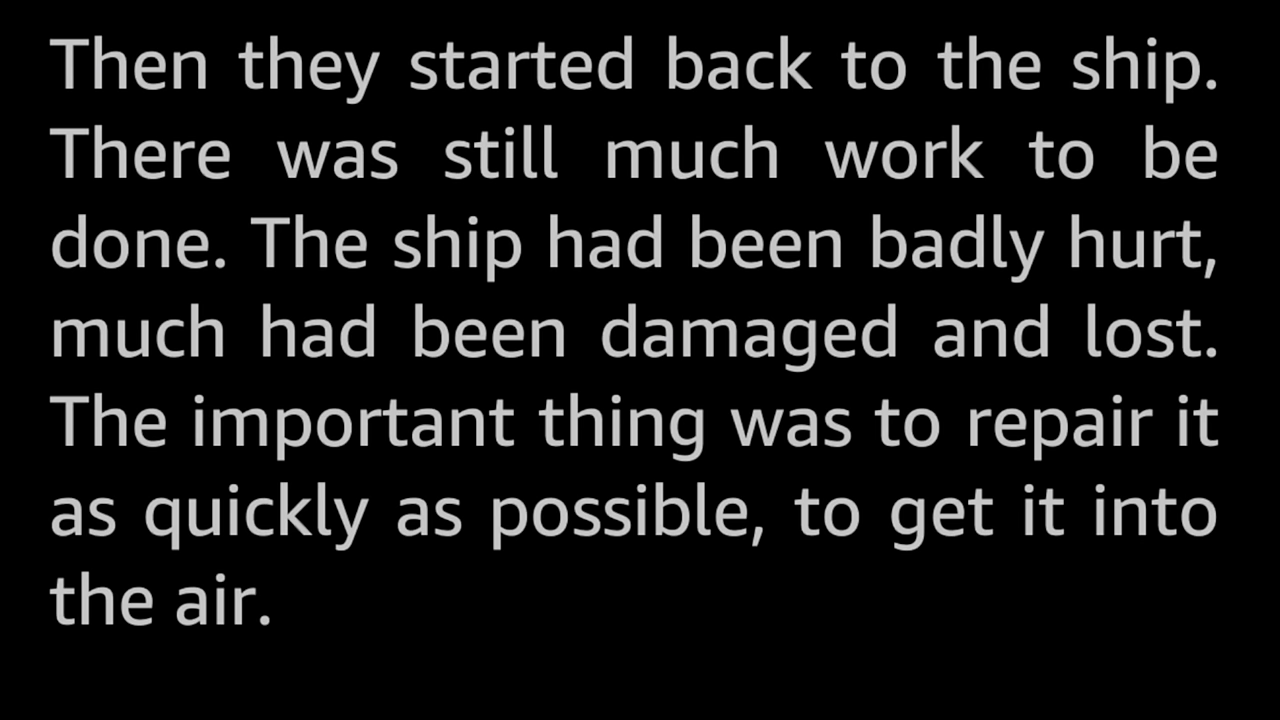 Then they started back to the ship.
There was still much work to be
done. The ship had been badly hurt,
much had been damaged and lost.
The important thing was to repair it
as quickly as possible, to get it into
the air.